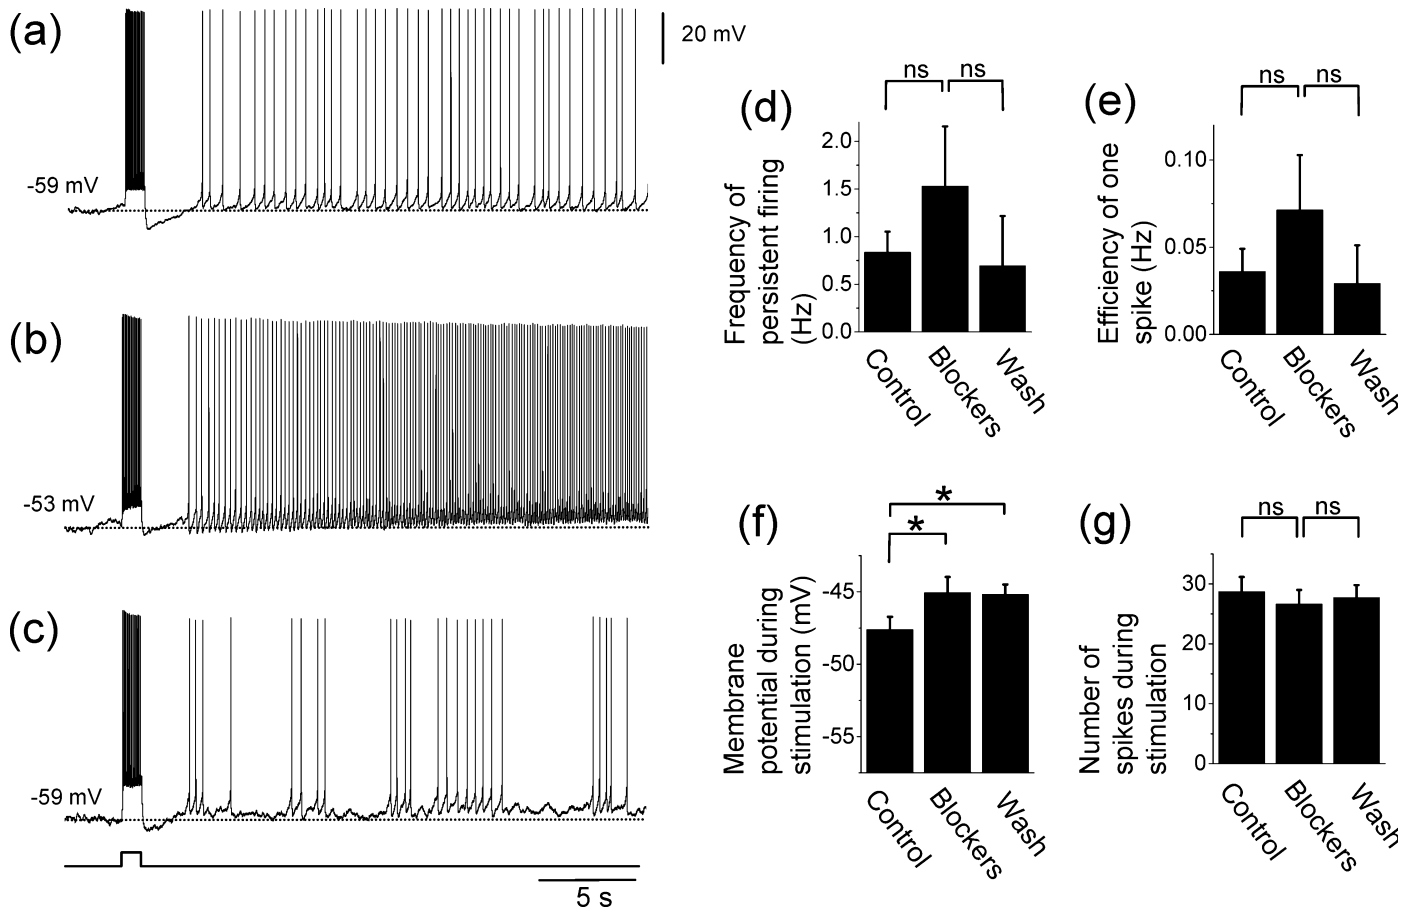 (a)
20 mV
-59 mV
(b)
-53 mV
(c)
-59 mV
5 s
(d)
ns ns
Frequency of
persistent firing
(Hz)
2.0
1.5
1.0
0.5
0.0
Control
Blockers
Wash
(e)
ns ns
Efficiency of one
spike (Hz)
0.10
0.05
0.00
Control
Blockers
Wash
(f)
*
*
Membrane
potential during
stimulation (mV)
-45
-50
-55
Control
Blockers
Wash
(g)
ns ns
Number of
spikes during
stimulation
30
20
10
0
Control
Blockers
Wash